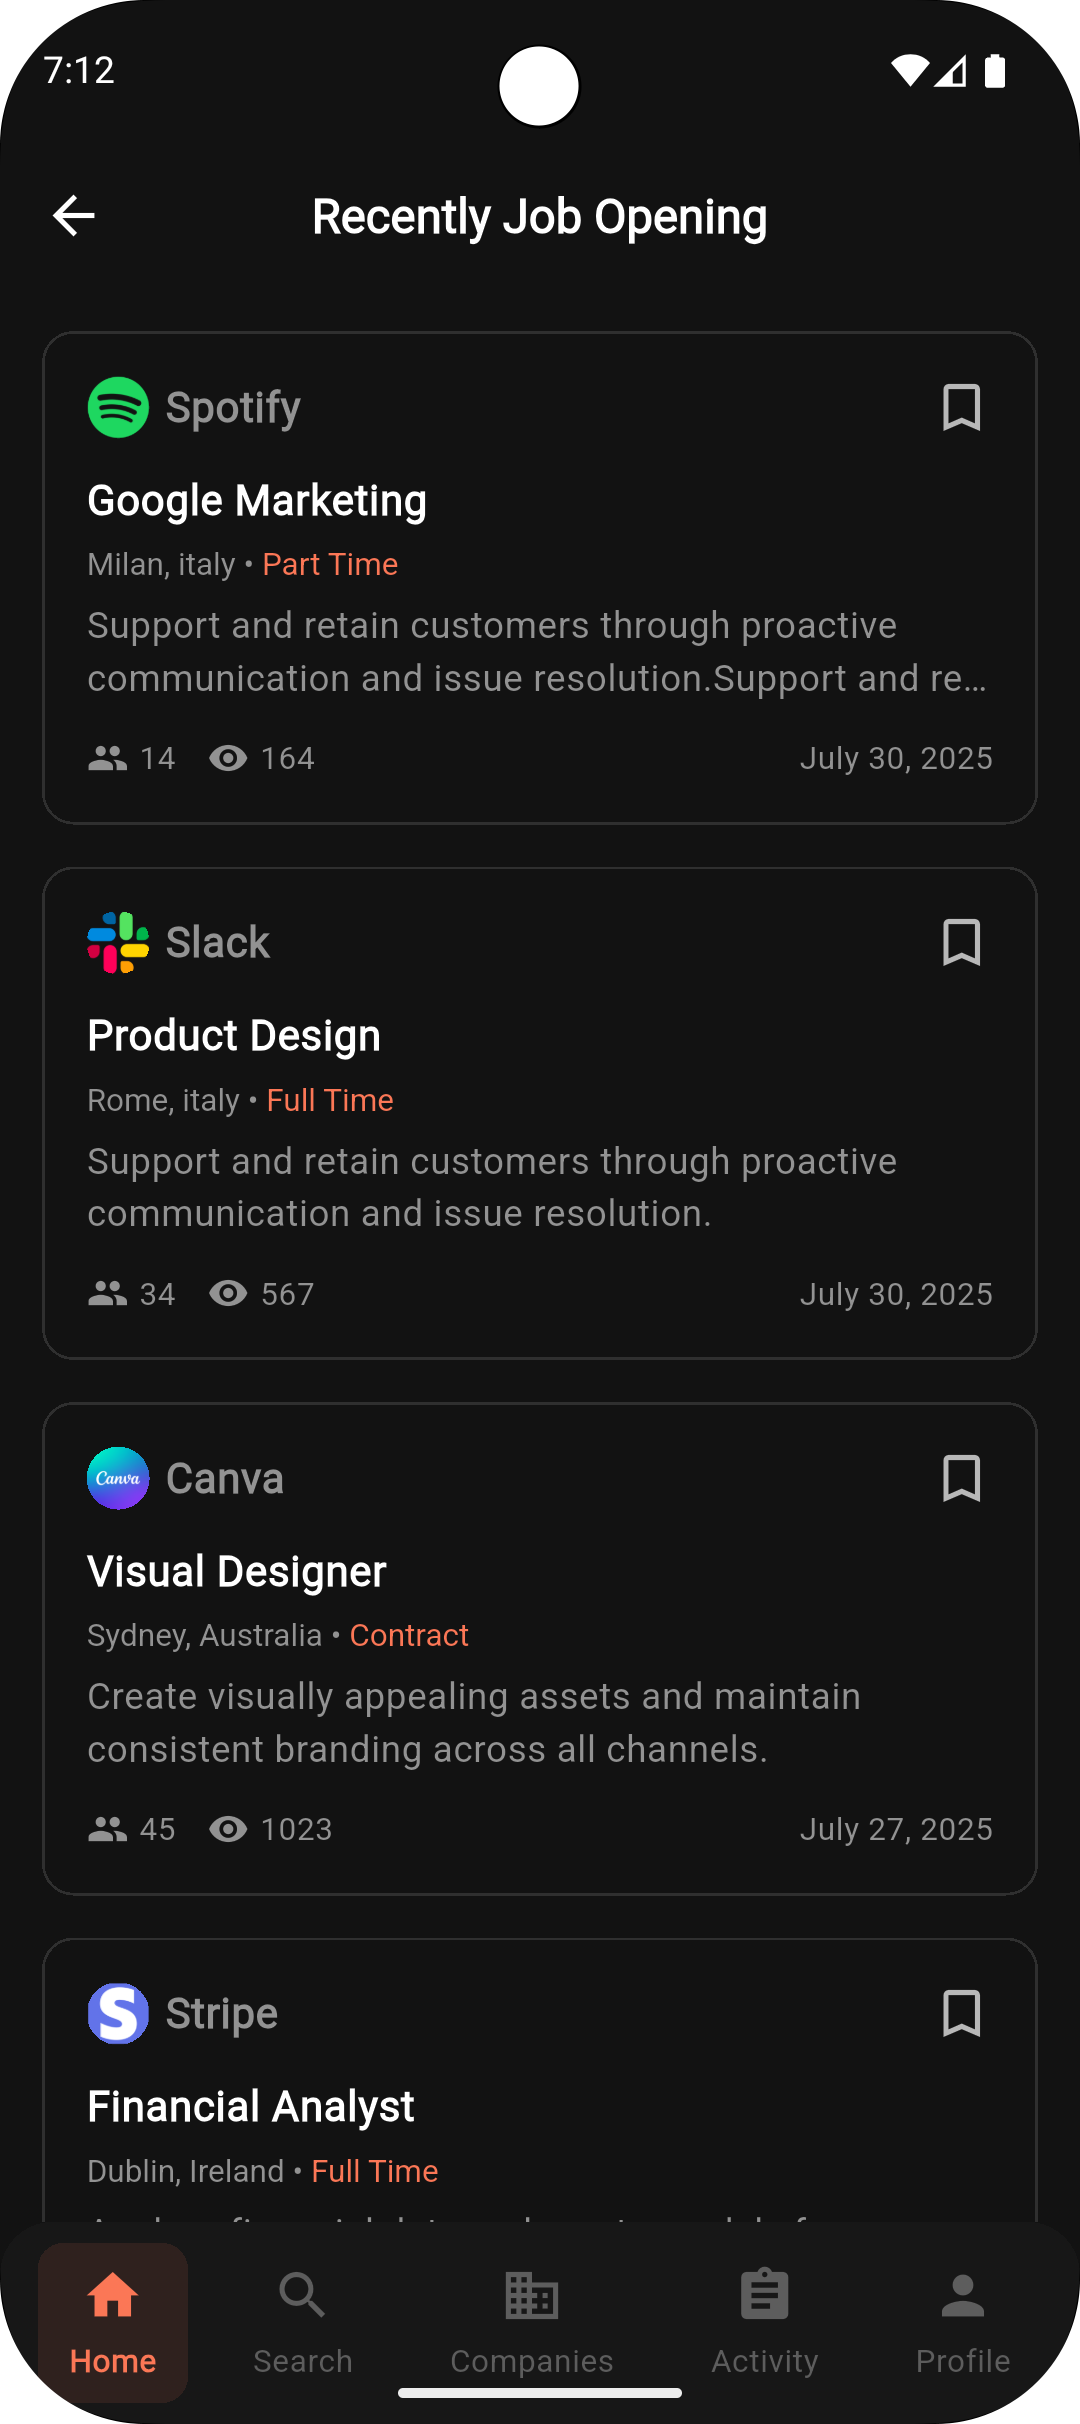 7:12
Recently Job Opening
Spotify
Google Marketing
Milan, italy • Part Time
Support and retain customers through proactive
communication and issue resolution.Support and re...
14 164 July 30, 2025
Slack
Product Design
Rome, italy • Full Time
Support and retain customers through proactive
communication and issue resolution.
34 567 July 30, 2025
Canva
Canva
Visual Designer
Sydney, Australia • Contract
Create visually appealing assets and maintain
consistent branding across all channels.
45 1023 July 27, 2025
S
Stripe
Financial Analyst
Dublin, Ireland • Full Time
Home Search Companies Activity Profile